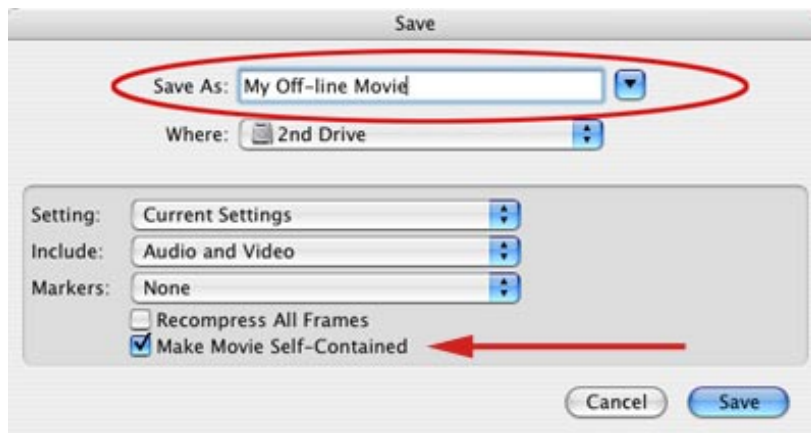 Save
Save As: My Off-line Movie
Where: 2nd Drive
Setting: Current Settings
Include: Audio and Video
Markers: None
Recompress All Frames
Make Movie Self-Contained
Cancel Save